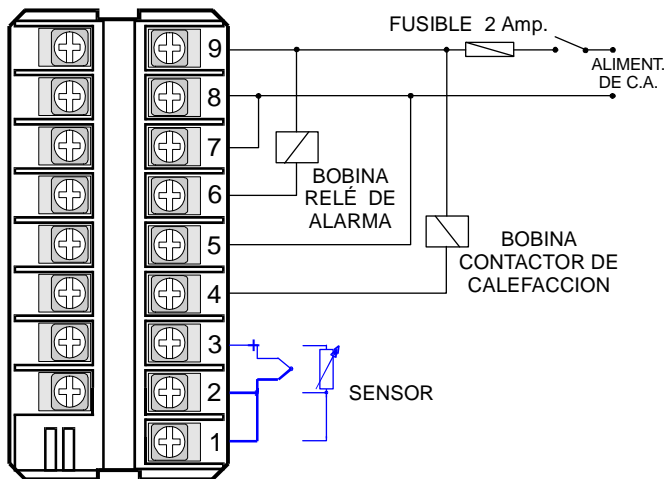 FUSIBLE 2 Amp.
ALIMENT.
DE C.A.
9
8
7
6
5
4
3
2
1
BOBINA
RELÉ DE
ALARMA
BOBINA
CONTACTOR DE
CALEFACCION
+
SENSOR